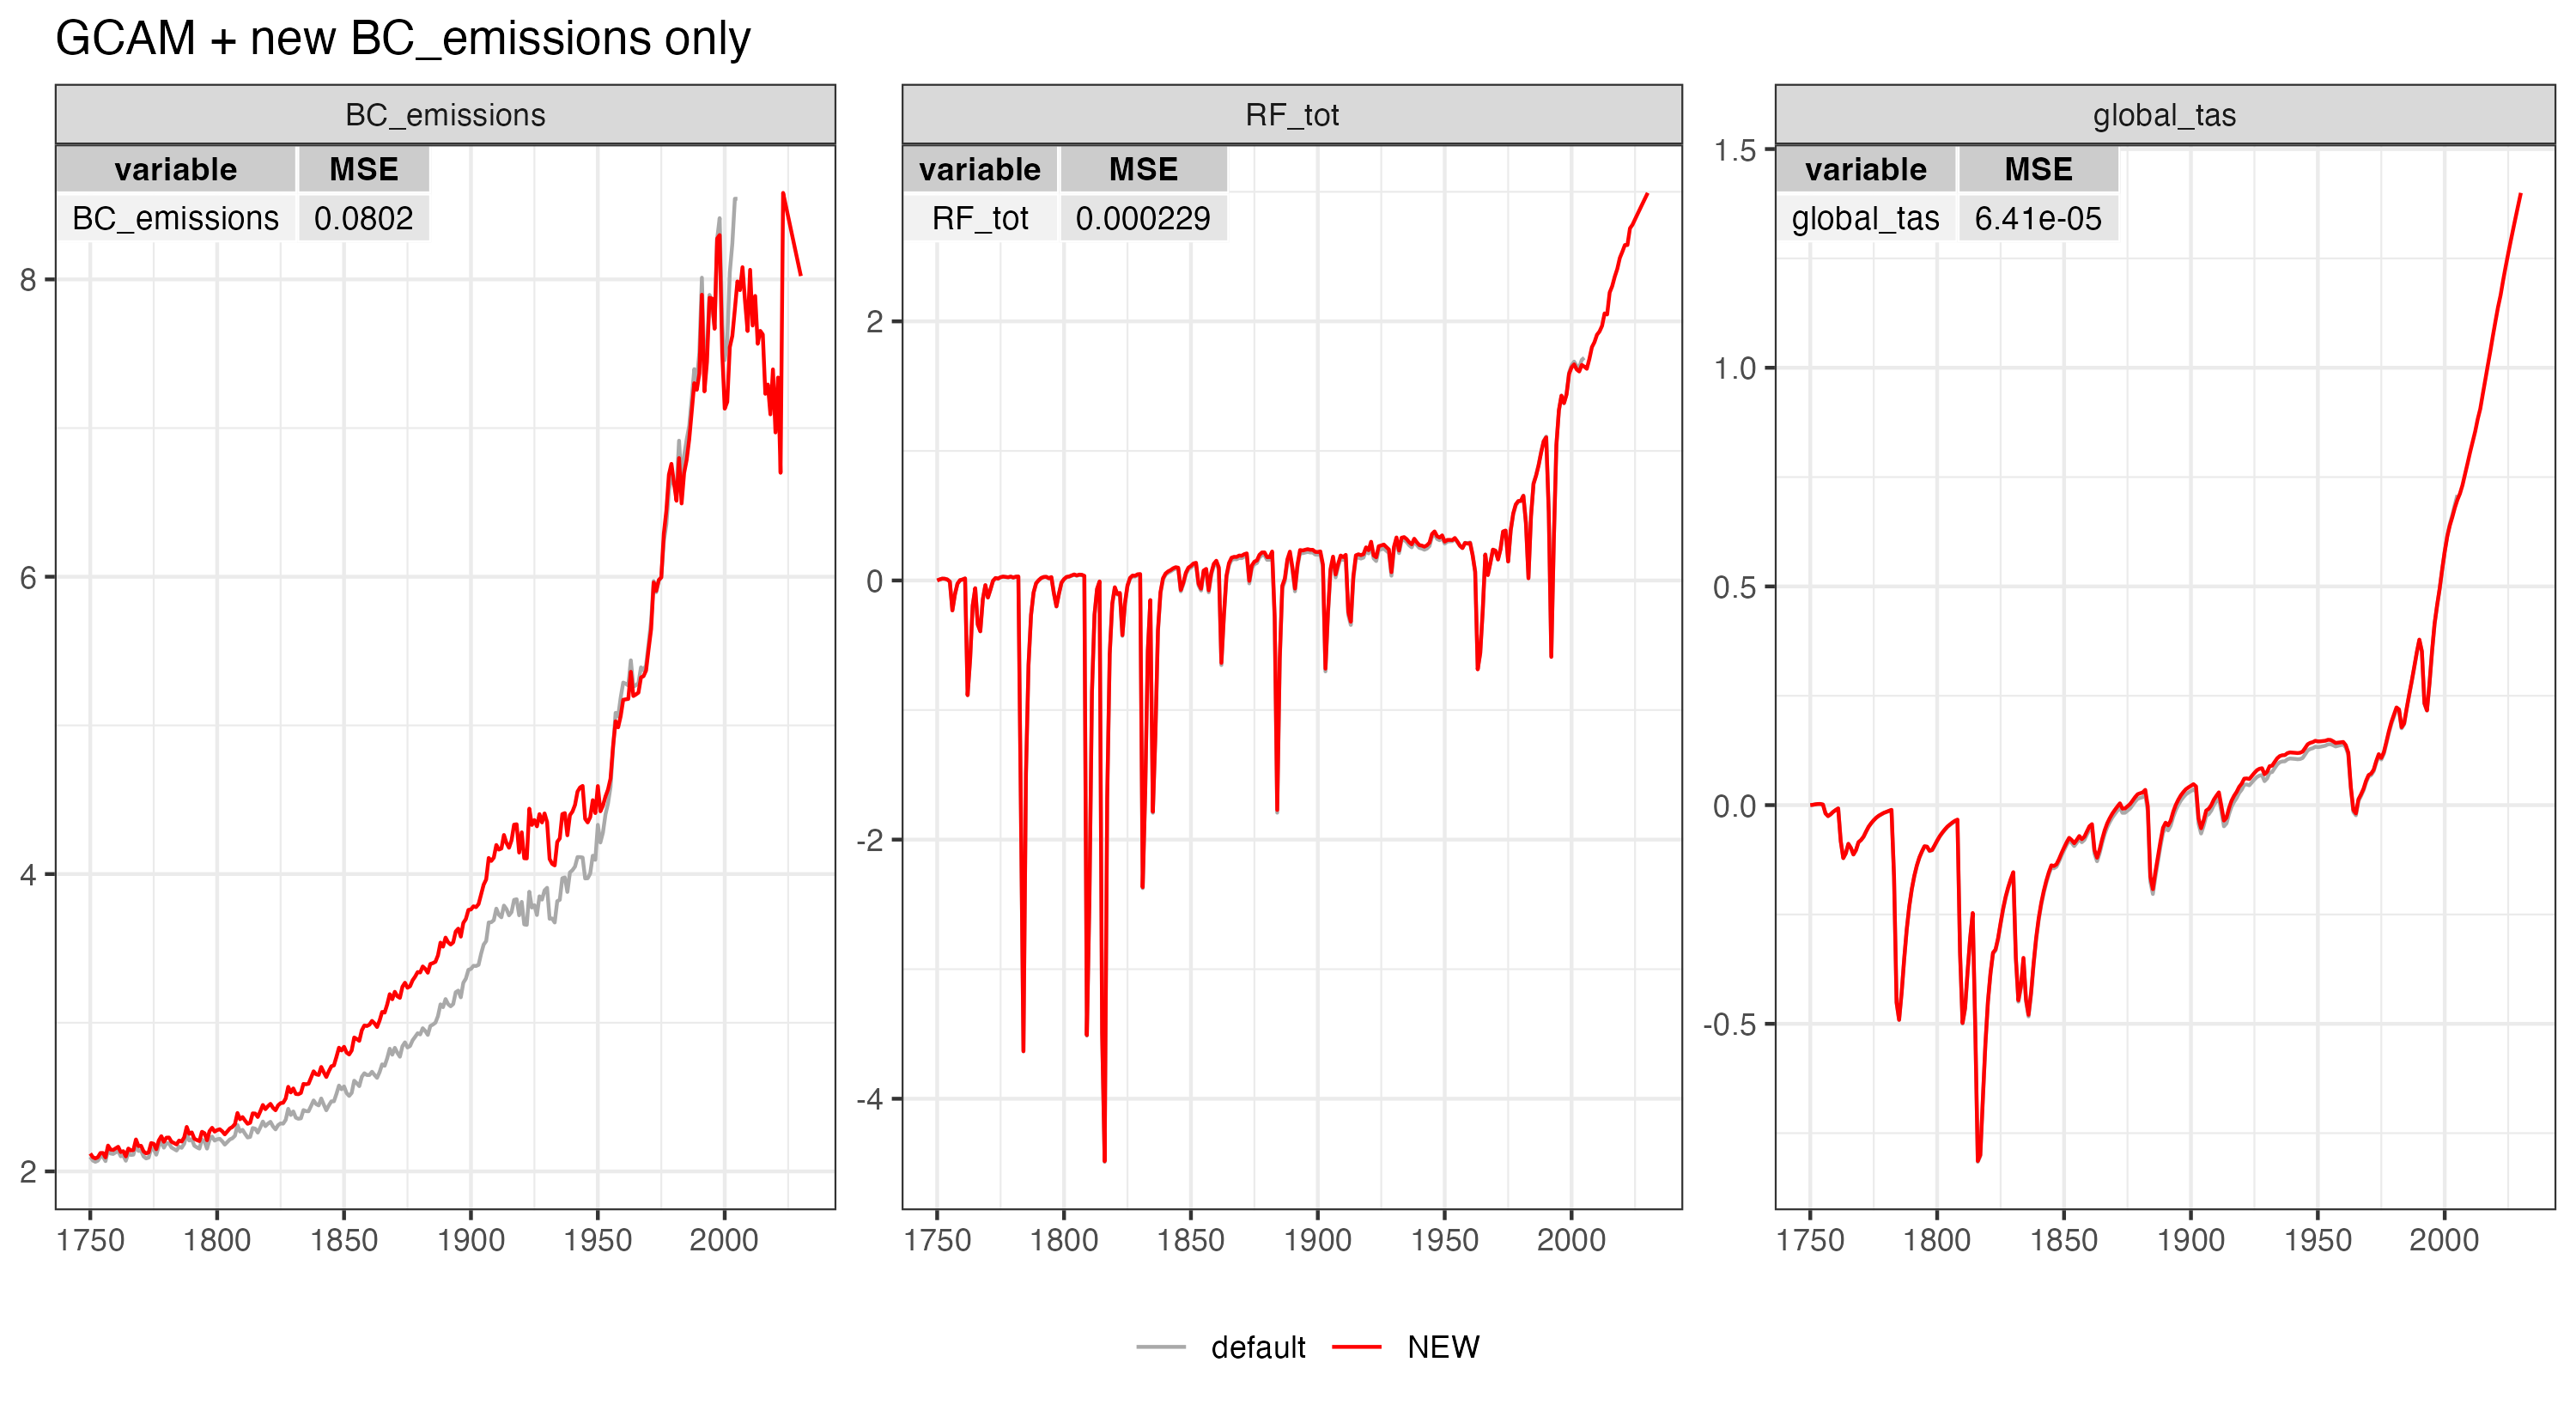 GCAM + new BC_emissions only
BC_emissions
RF_tot
global_tas
variable MSE
BC_emissions 0.0802
variable MSE
RF_tot 0.000229
variable MSE
global_tas 6.41e-05
8
6
4
2
1750 1800 1850 1900 1950 2000
2
0
-2
-4
1750 1800 1850 1900 1950 2000
1.5
1.0
0.5
0.0
-0.5
1750 1800 1850 1900 1950 2000
default NEW